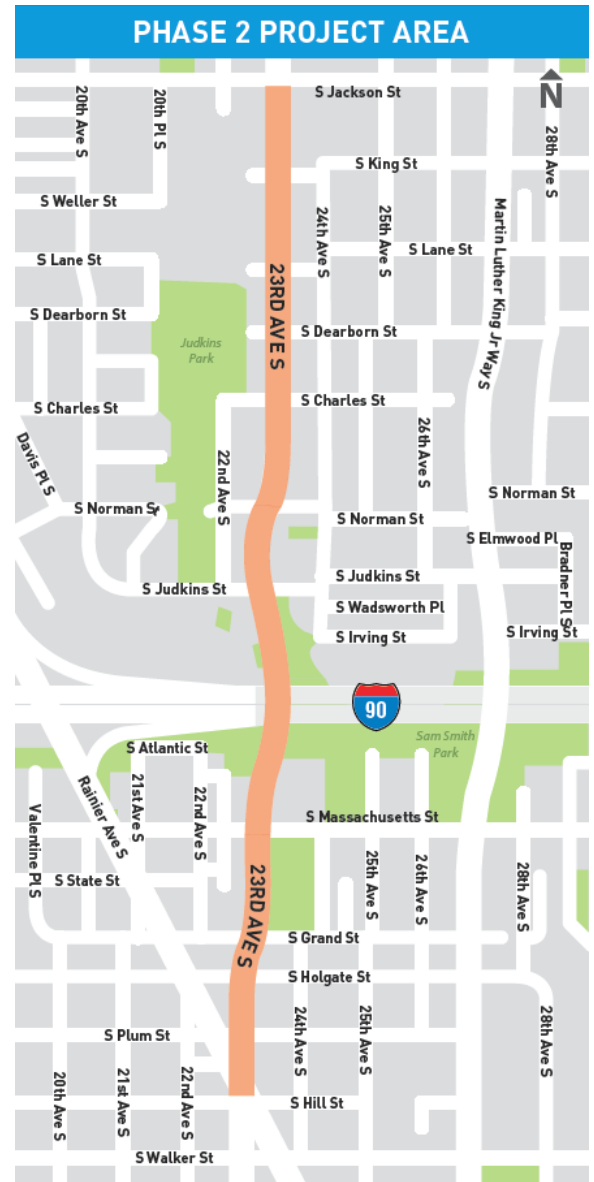 PHASE 2 PROJECT AREA
S Jackson St
N
20th Ave S
20th Pl S
28th Ave S
S King St
S Weller St
24th Ave S
25th Ave S
Martin Luther King Jr Way S
S Lane St
S Lane St
23RD AVE S
S Dearborn St
S Dearborn St
Judkins
Park
S Charles St
S Charles St
Davis Pl S
22nd Ave S
26th Ave S
S Norman St
S Norman St
S Norman St
S Elmwood Pl
Bradner Pl S
S Judkins St
S Judkins St
S Wadsworth Pl
S Irving St
S Irving St
90
Sam Smith
Park
S Atlantic St
Rainier Ave S
21st Ave S
22nd Ave S
Valentine Pl S
S Massachusetts St
23RD AVE S
25th Ave S
26th Ave S
28th Ave S
S State St
S Grand St
S Holgate St
24th Ave S
25th Ave S
28th Ave S
S Plum St
20th Ave S
21st Ave S
22nd Ave S
S Hill St
S Walker St